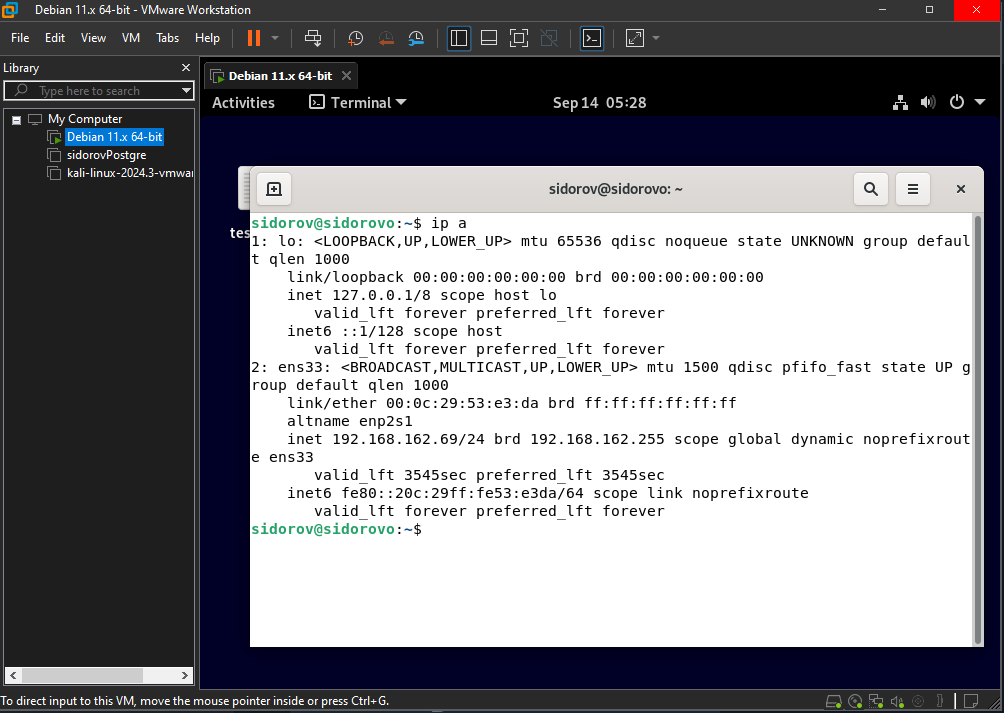 Debian 11.x 64-bit - VMware Workstation
File Edit View VM Tabs Help
Library
Type here to search
My Computer
Debian 11.x 64-bit
sidorovPostgre
kali-linux-2024.3-vmwar
Debian 11.x 64-bit
Activities Terminal Sep 14 05:28
tes
sidorov@sidorovo: ~
sidorov@sidorovo:~$ ip a
1: lo: <LOOPBACK,UP,LOWER_UP> mtu 65536 qdisc noqueue state UNKNOWN group defaul
t qlen 1000
link/loopback 00:00:00:00:00:00 brd 00:00:00:00:00:00
inet 127.0.0.1/8 scope host lo
valid_lft forever preferred_lft forever
inet6 ::1/128 scope host
valid_lft forever preferred_lft forever
2: ens33: <BROADCAST,MULTICAST,UP,LOWER_UP> mtu 1500 qdisc pfifo_fast state UP g
roup default qlen 1000
link/ether 00:0c:29:53:e3:da brd ff:ff:ff:ff:ff:ff
altname enp2s1
inet 192.168.162.69/24 brd 192.168.162.255 scope global dynamic noprefixrout
e ens33
valid_lft 3545sec preferred_lft 3545sec
inet6 fe80::20c:29ff:fe53:e3da/64 scope link noprefixroute
valid_lft forever preferred_lft forever
sidorov@sidorovo:~$
To direct input to this VM, move the mouse pointer inside or press Ctrl+G.